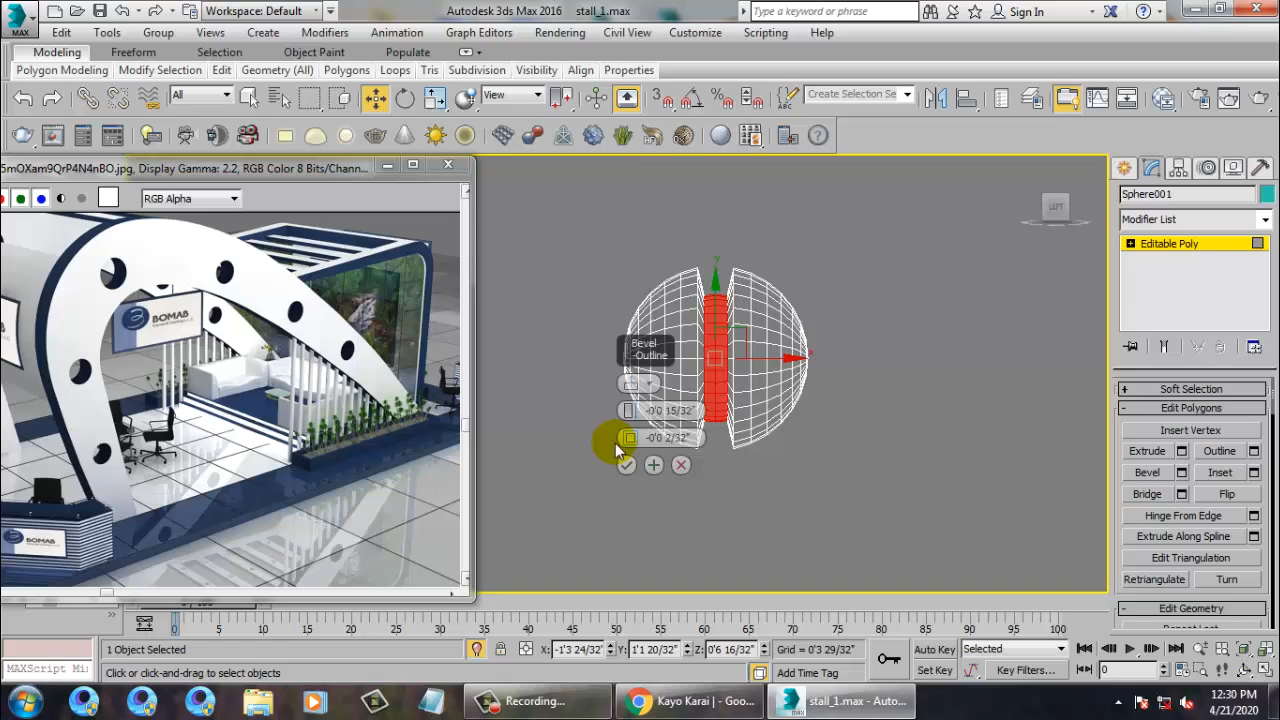 MAX
Workspace: Default
Autodesk 3ds Max 2016
stall_1.max
Type a keyword or phrase
Sign In
Edit
Tools
Group
Views
Create
Modifiers
Animation
Graph Editors
Rendering
Civil View
Customize
Scripting
Help
Modeling
Freeform
Selection
Object Paint
Populate
Polygon Modeling
Modify Selection
Edit
Geometry (All)
Polygons
Loops
Tris
Subdivision
Visibility
Align
Properties
All
View
3
Create Selection Se
5mOXam9QrP4N4nBO.jpg, Display Gamma: 2.2, RGB Color 8 Bits/Chann...
RGB Alpha
BOMAB
BOMAB
LEFT
y
x
Bevel
-Outline
-0'0 15/32"
-0'0 2/32"
Sphere001
Modifier List
Editable Poly
Soft Selection
Edit Polygons
Insert Vertex
Extrude
Outline
Bevel
Inset
Bridge
Flip
Hinge From Edge
Extrude Along Spline
Edit Triangulation
Retriangulate
Turn
Edit Geometry
0 5 10 15 20 25 30 35 40 45 50 55 60 65 70 75 80 85 90 95 100
1 Object Selected
X: -1'3 24/32"
Y: 1'1 20/32"
Z: 0'6 16/32"
Grid = 0'3 29/32"
Auto Key
Selected
MAXScript Mi
Click or click-and-drag to select objects
Add Time Tag
Set Key
Key Filters...
0
Recording...
Kayo Karai | - Goo...
stall_1.max - Auto...
12:30 PM
4/21/2020